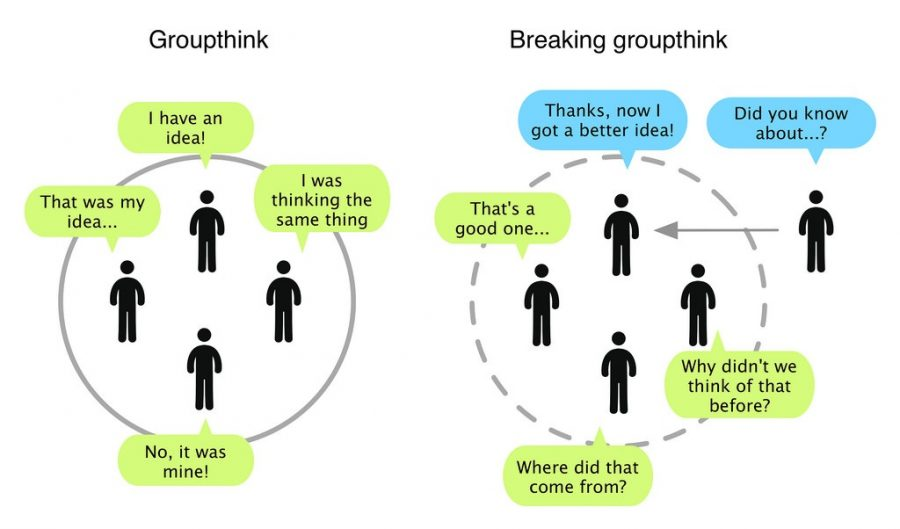 Groupthink
I have an
idea!
That was my
idea...
I was
thinking the
same thing
No, it was
mine!
Breaking groupthink
Thanks, now I
got a better idea!
Did you know
about...?
That's a
good one...
Why didn't we
think of that
before?
Where did that
come from?